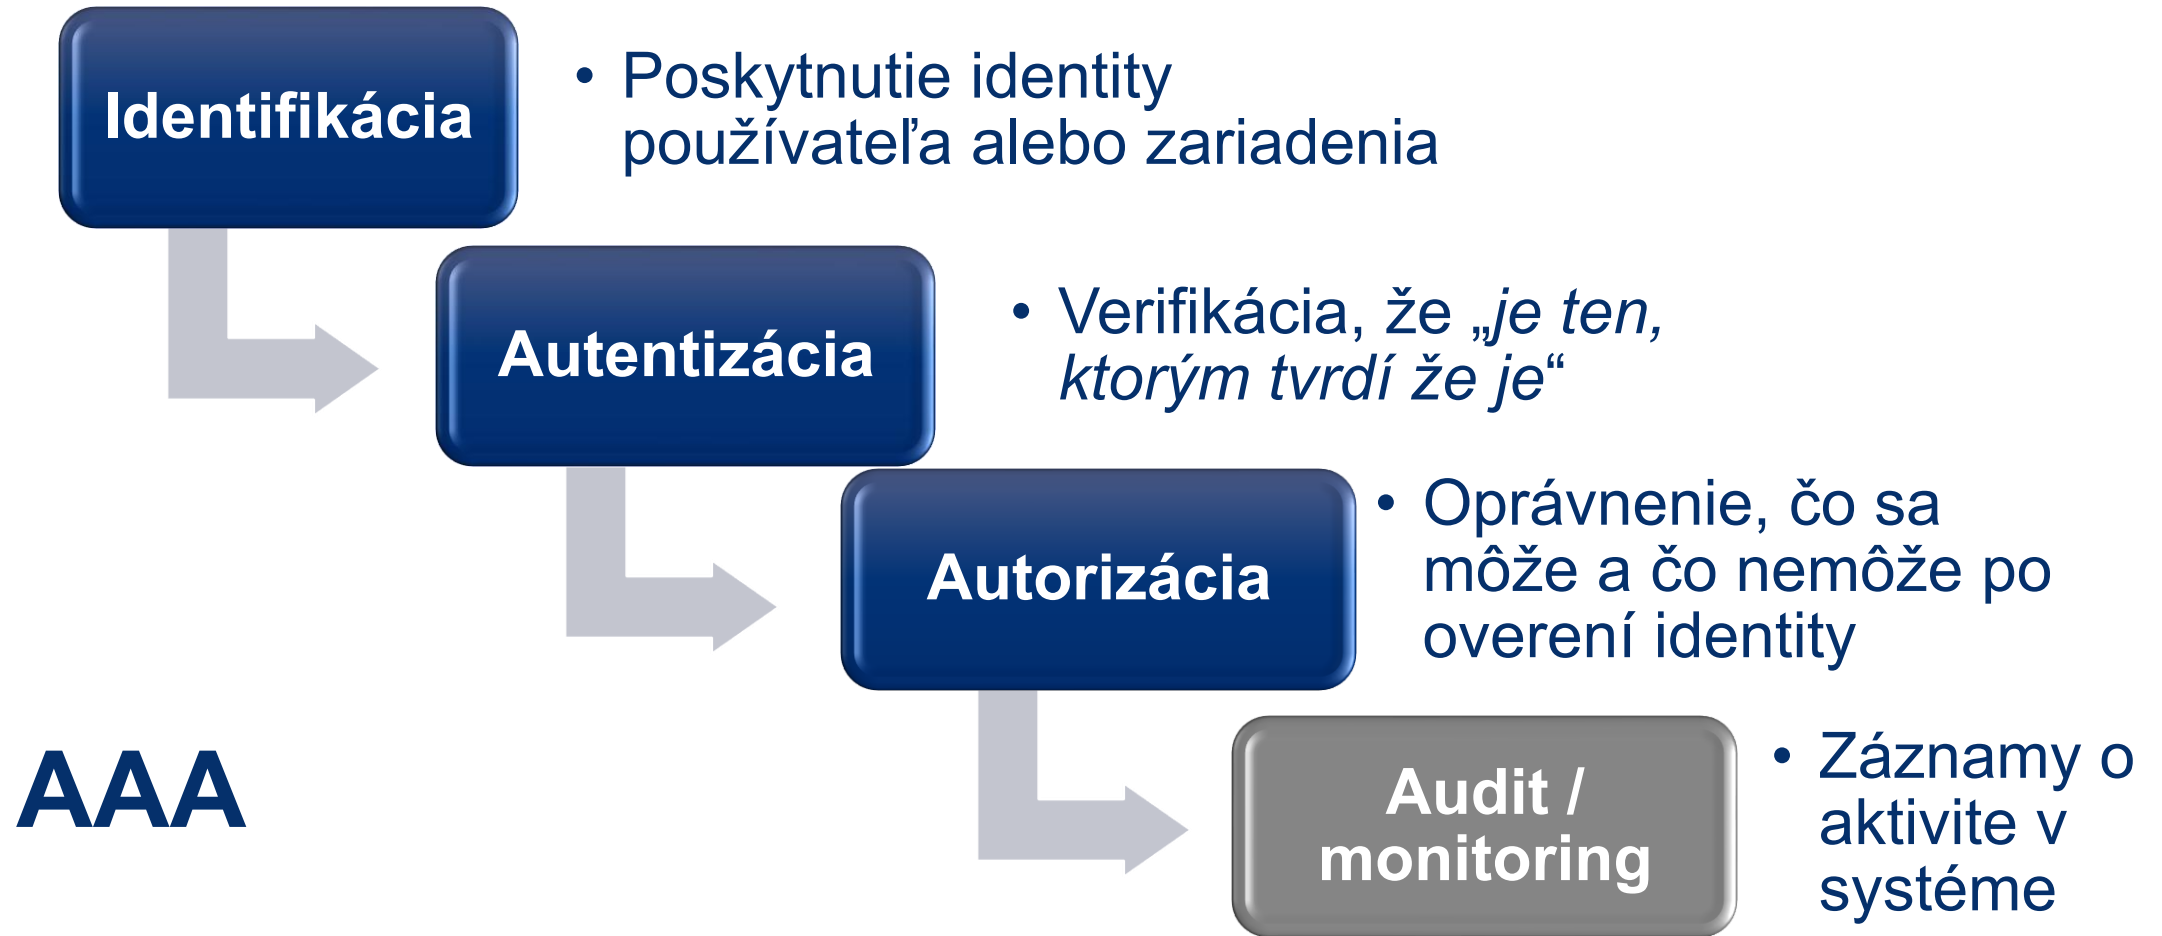 Identifikácia
• Poskytnutie identity
používateľa alebo zariadenia
Autentizácia
• Verifikácia, že „je ten,
ktorým tvrdí že je“
Autorizácia
• Oprávnenie, čo sa
môže a čo nemôže po
overení identity
AAA
Audit /
monitoring
• Záznamy o
aktivite v
systéme